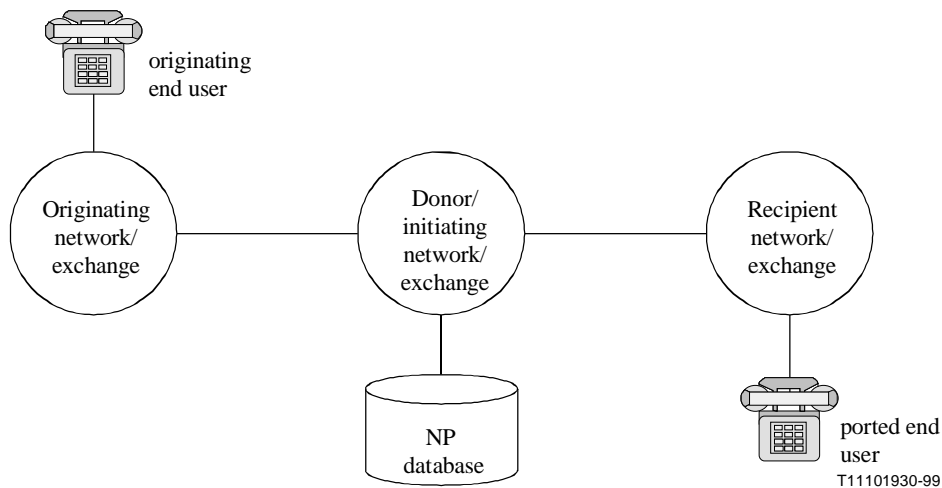 originating
end user
Originating
network/
exchange
Donor/
initiating
network/
exchange
Recipient
network/
exchange
NP
database
ported end
user
T11101930-99